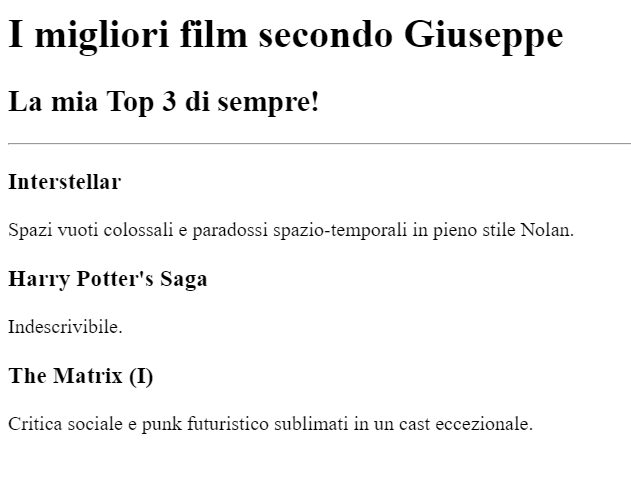 I migliori film secondo Giuseppe
La mia Top 3 di sempre!
Interstellar
Spazi vuoti colossali e paradossi spazio-temporali in pieno stile Nolan.
Harry Potter's Saga
Indescrivibile.
The Matrix (I)
Critica sociale e punk futuristico sublimati in un cast eccezionale.